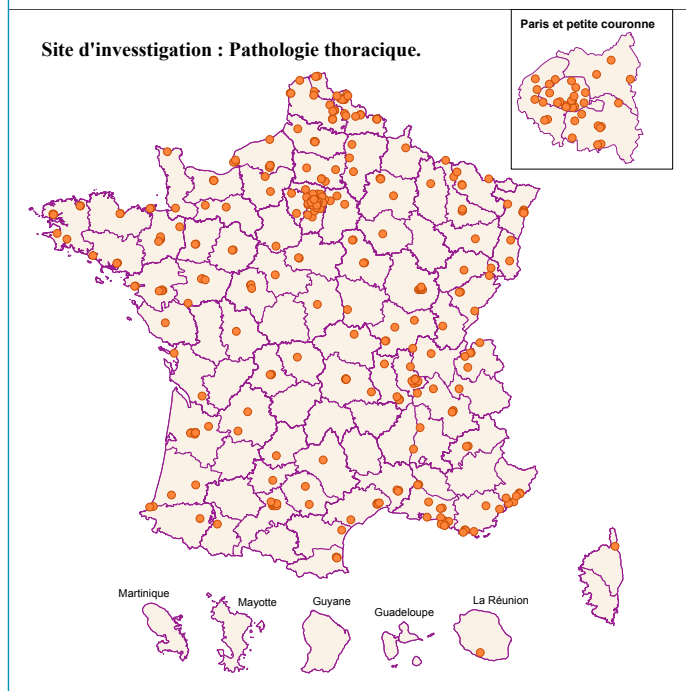 Paris et petite couronne
Site d'invesstigation : Pathologie thoracique.
Martinique
Mayotte
Guyane
Guadeloupe
La Réunion